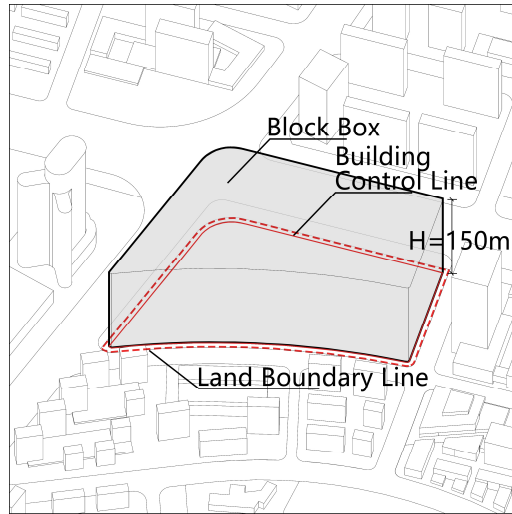 Block Box
Building
Control Line
H=150m
Land Boundary Line